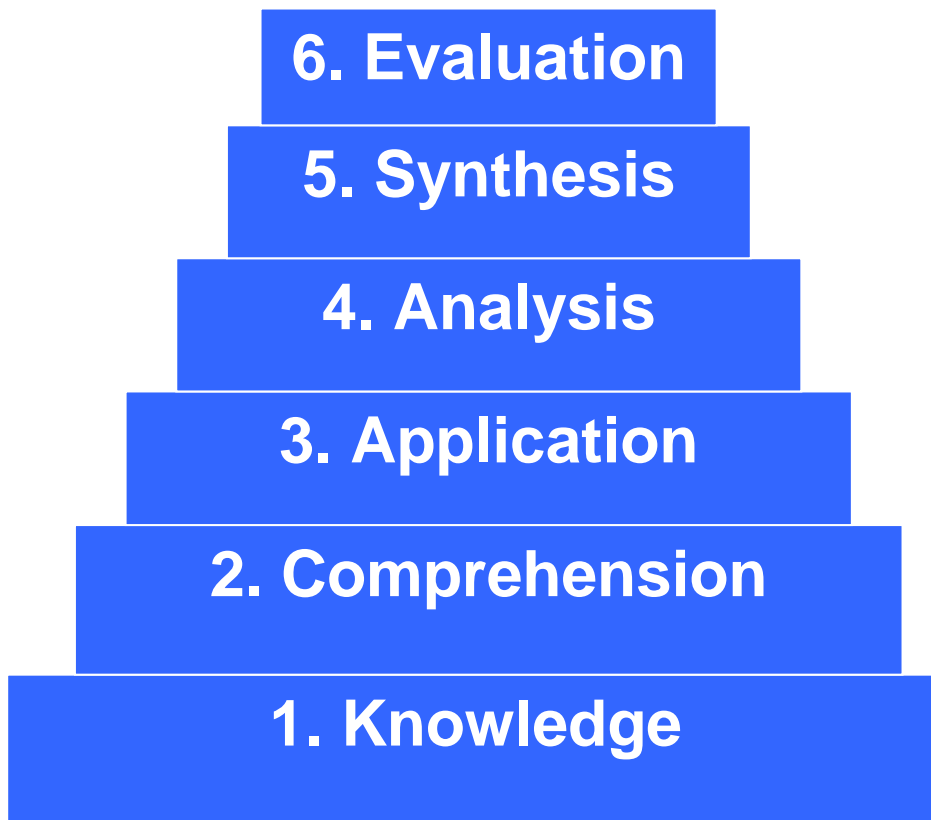 6. Evaluation
5. Synthesis
4. Analysis
3. Application
2. Comprehension
1. Knowledge